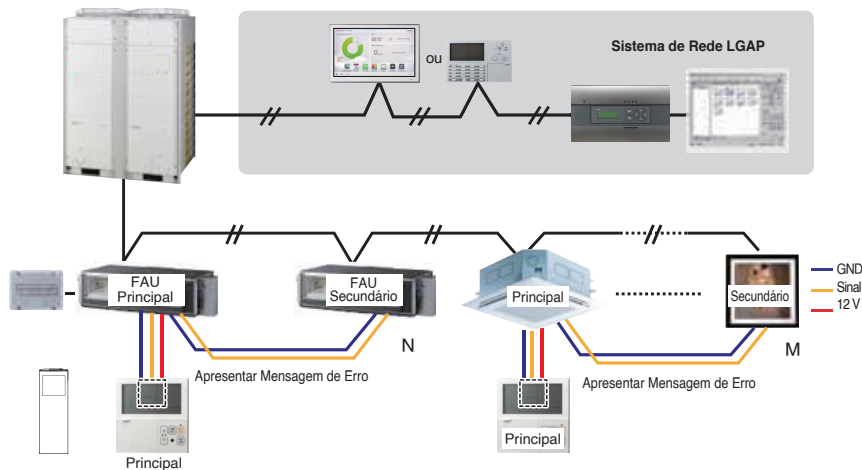 ou
Sistema de Rede LGAP
FAU
Principal
FAU
Secundário
Principal
Secundário
GND
Sinal
12 V
N
M
Apresentar Mensagem de Erro
Apresentar Mensagem de Erro
Principal
Principal